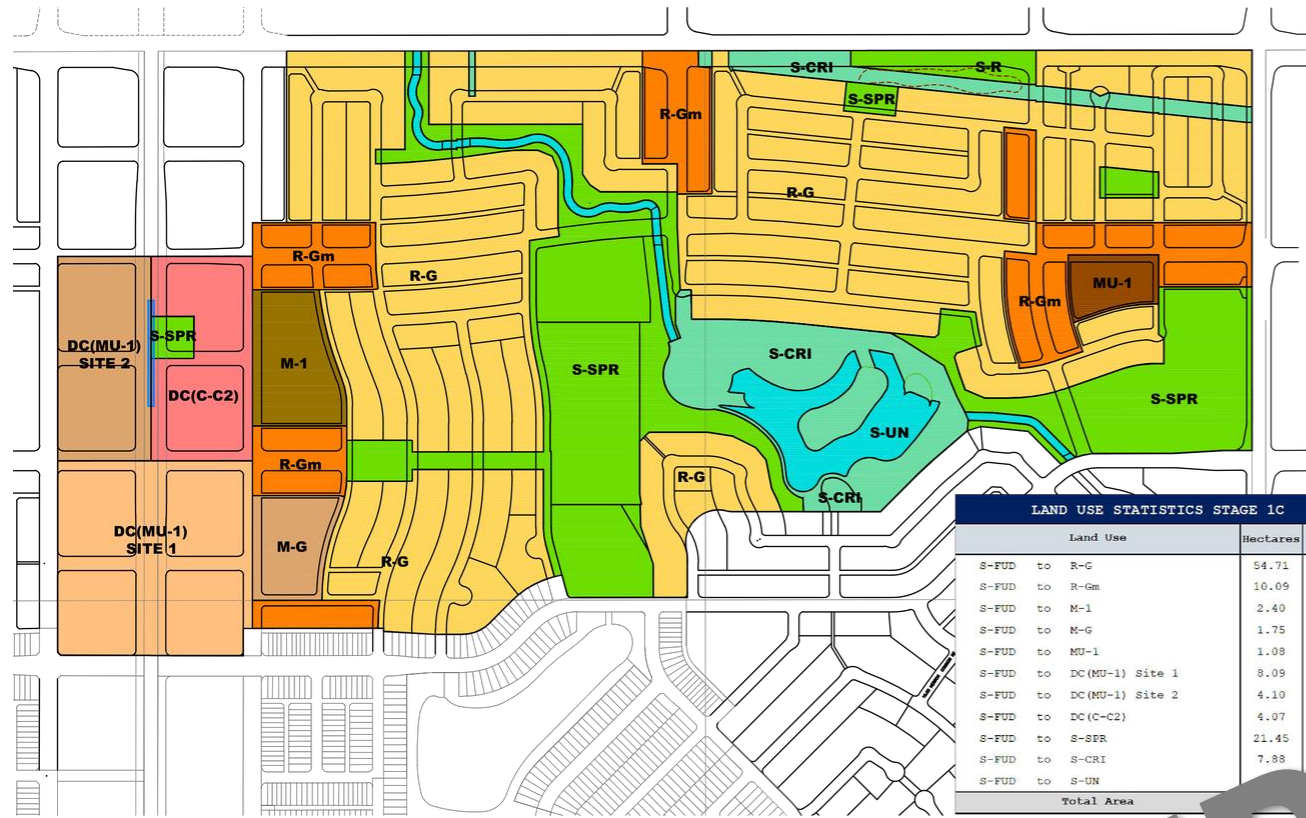 S-CRI
S-R
S-SPR
R-Gm
R-G
R-Gm
R-G
MU-1
R-Gm
S-SPR
DC(MU-1)
SITE 2
M-1
DC(C-C2)
S-CRI
S-SPR
S-SPR
S-UN
R-Gm
R-G
S-CRI
DC(MU-1)
SITE 1
M-G
R-G
LAND USE STATISTICS STAGE 1C
Land Use Hectares
S-FUD to R-G 54.71
S-FUD to R-Gm 10.09
S-FUD to M-1 2.40
S-FUD to M-G 1.75
S-FUD to MU-1 1.08
S-FUD to DC(MU-1) Site 1 8.09
S-FUD to DC(MU-1) Site 2 4.10
S-FUD to DC(C-C2) 4.07
S-FUD to S-SPR 21.45
S-FUD to S-CRI 7.88
S-FUD to S-UN
Total Area